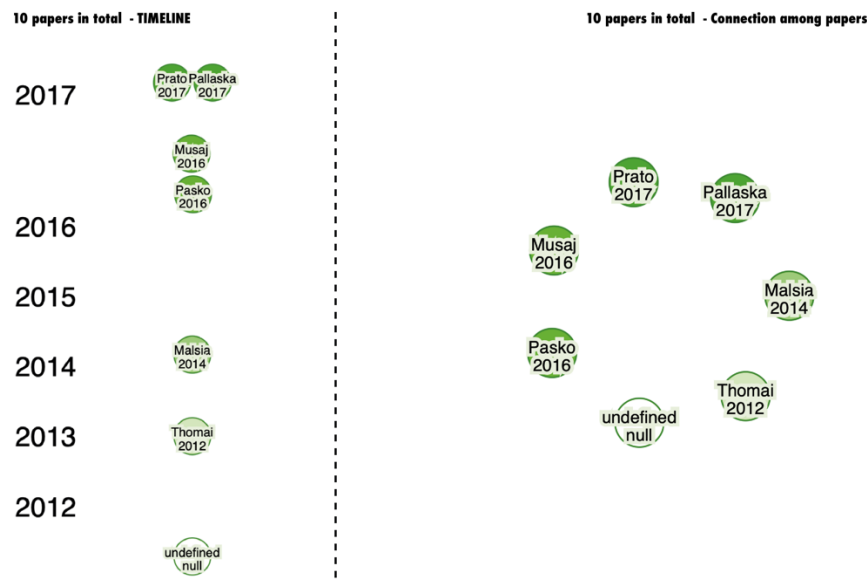 10 papers in total - TIMELINE
10 papers in total - Connection among papers
2017
Prato
2017
Pallaska
2017
Musaj
2016
Pasko
2016
2016
2015
2014
Malsia
2014
2013
Thomai
2012
2012
undefined
null
Prato
2017
Pallaska
2017
Musaj
2016
Malsia
2014
Pasko
2016
Thomai
2012
undefined
null